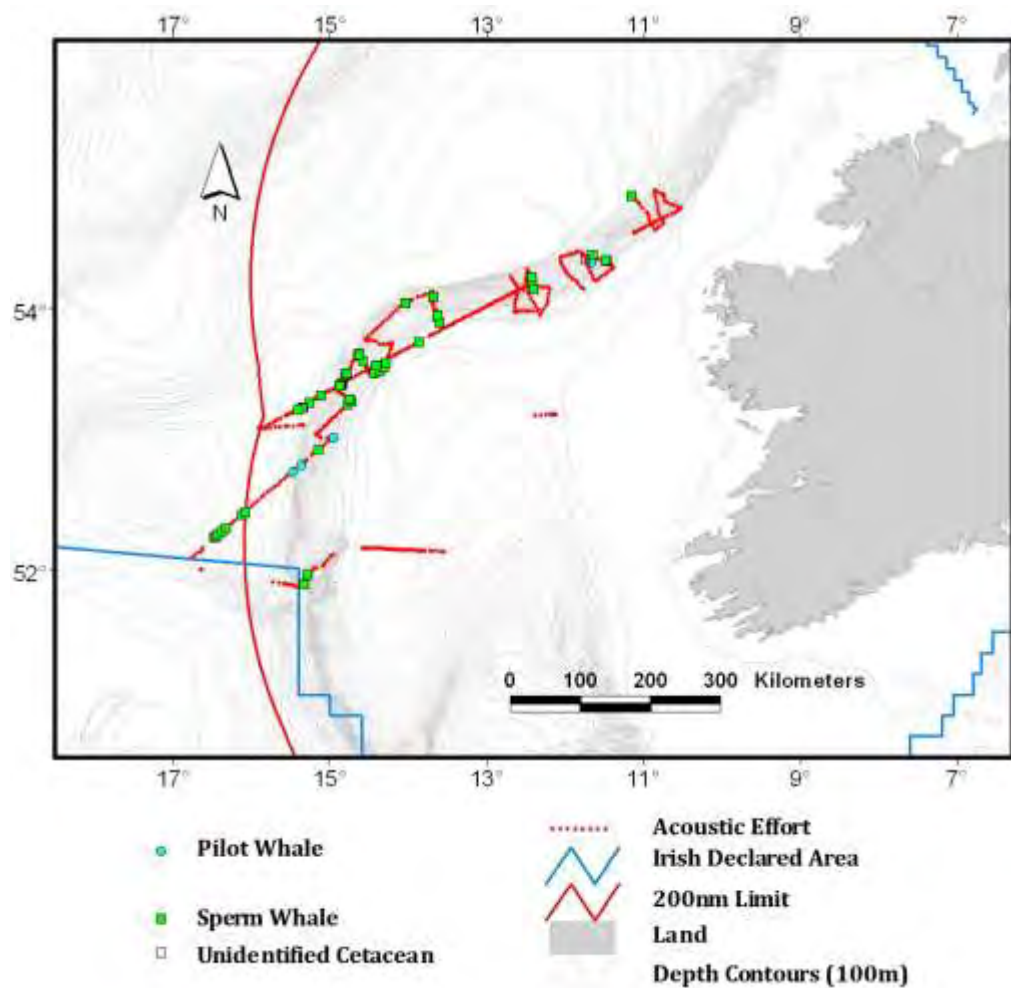 17° 15° 13° 11° 9° 7°
N
54°
52°
0 100 200 300 Kilometers
17° 15° 13° 11° 9° 7°
Pilot Whale
Sperm Whale
Unidentified Cetacean
Acoustic Effort
Irish Declared Area
200nm Limit
Land
Depth Contours (100m)